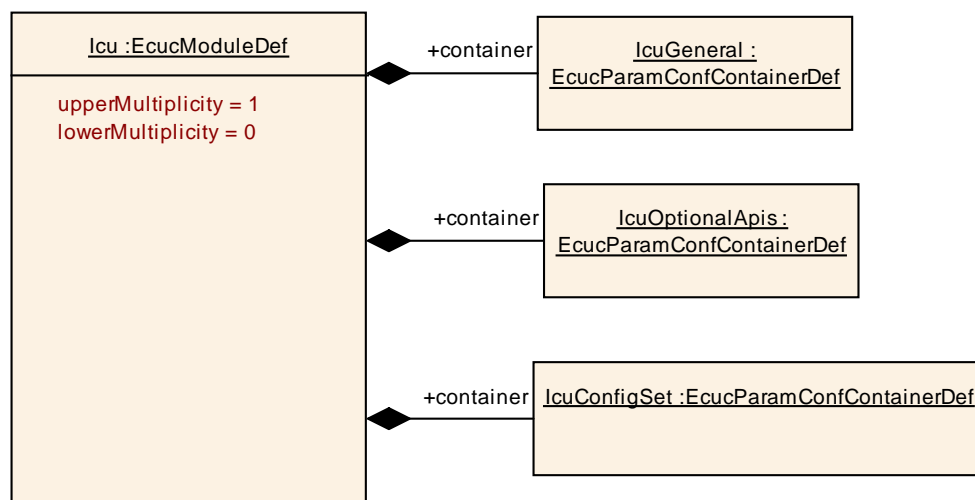 Icu :EcucModuleDef
upperMultiplicity = 1
lowerMultiplicity = 0
+container
IcuGeneral :
EcucParamConfContainerDef
+container
IcuOptionalApis :
EcucParamConfContainerDef
+container
IcuConfigSet :EcucParamConfContainerDef